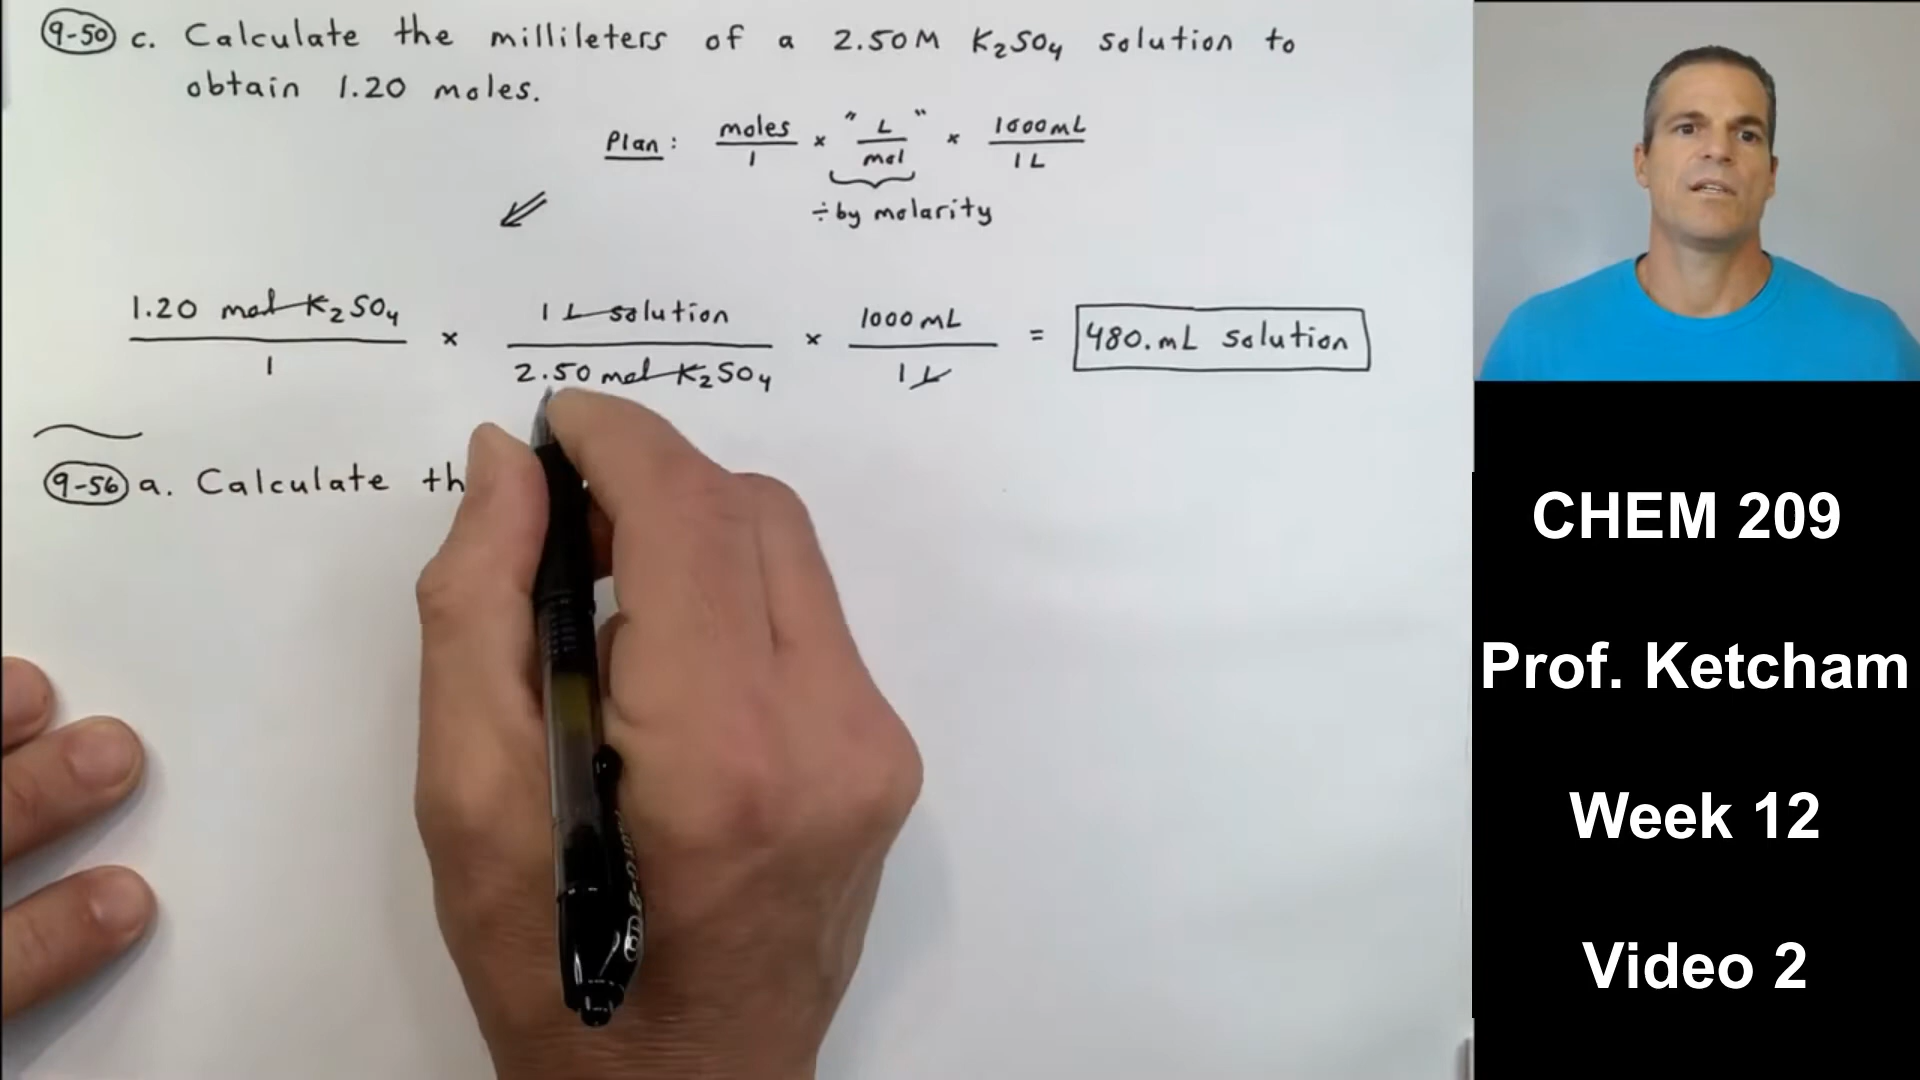 9-50 c. Calculate the millileters of a 2.50M K₂SO₄ solution to
obtain 1.20 moles.
Plan: moles/1 × "L/mol" × 1000mL/1L
÷ by molarity
1.20 mol K₂SO₄/1 × 1 L solution/2.50 mol K₂SO₄ × 1000 mL/1 L = 480. mL solution
9-56 a. Calculate th
CHEM 209
Prof. Ketcham
Week 12
Video 2